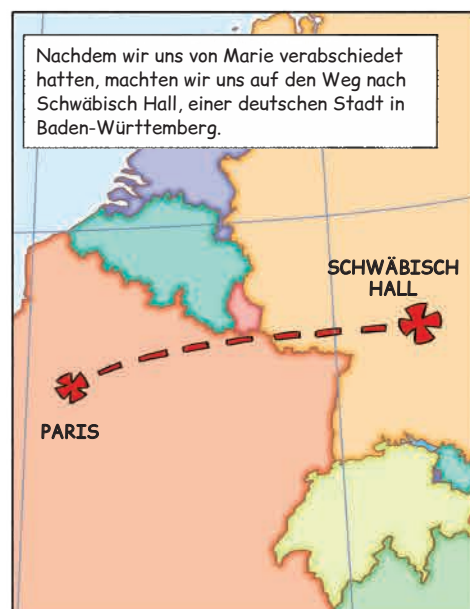 Nachdem wir uns von Marie verabschiedet
hatten, machten wir uns auf den Weg nach
Schwäbisch Hall, einer deutschen Stadt in
Baden-Württemberg.
SCHWÄBISCH
HALL
PARIS